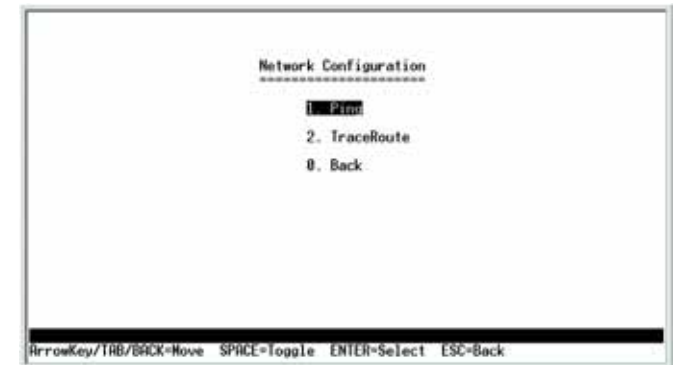 Network Configuration
=====================
1. Ping
2. TraceRoute
0. Back
ArrowKey/TAB/BACK=Move SPACE=Toggle ENTER=Select ESC=Back